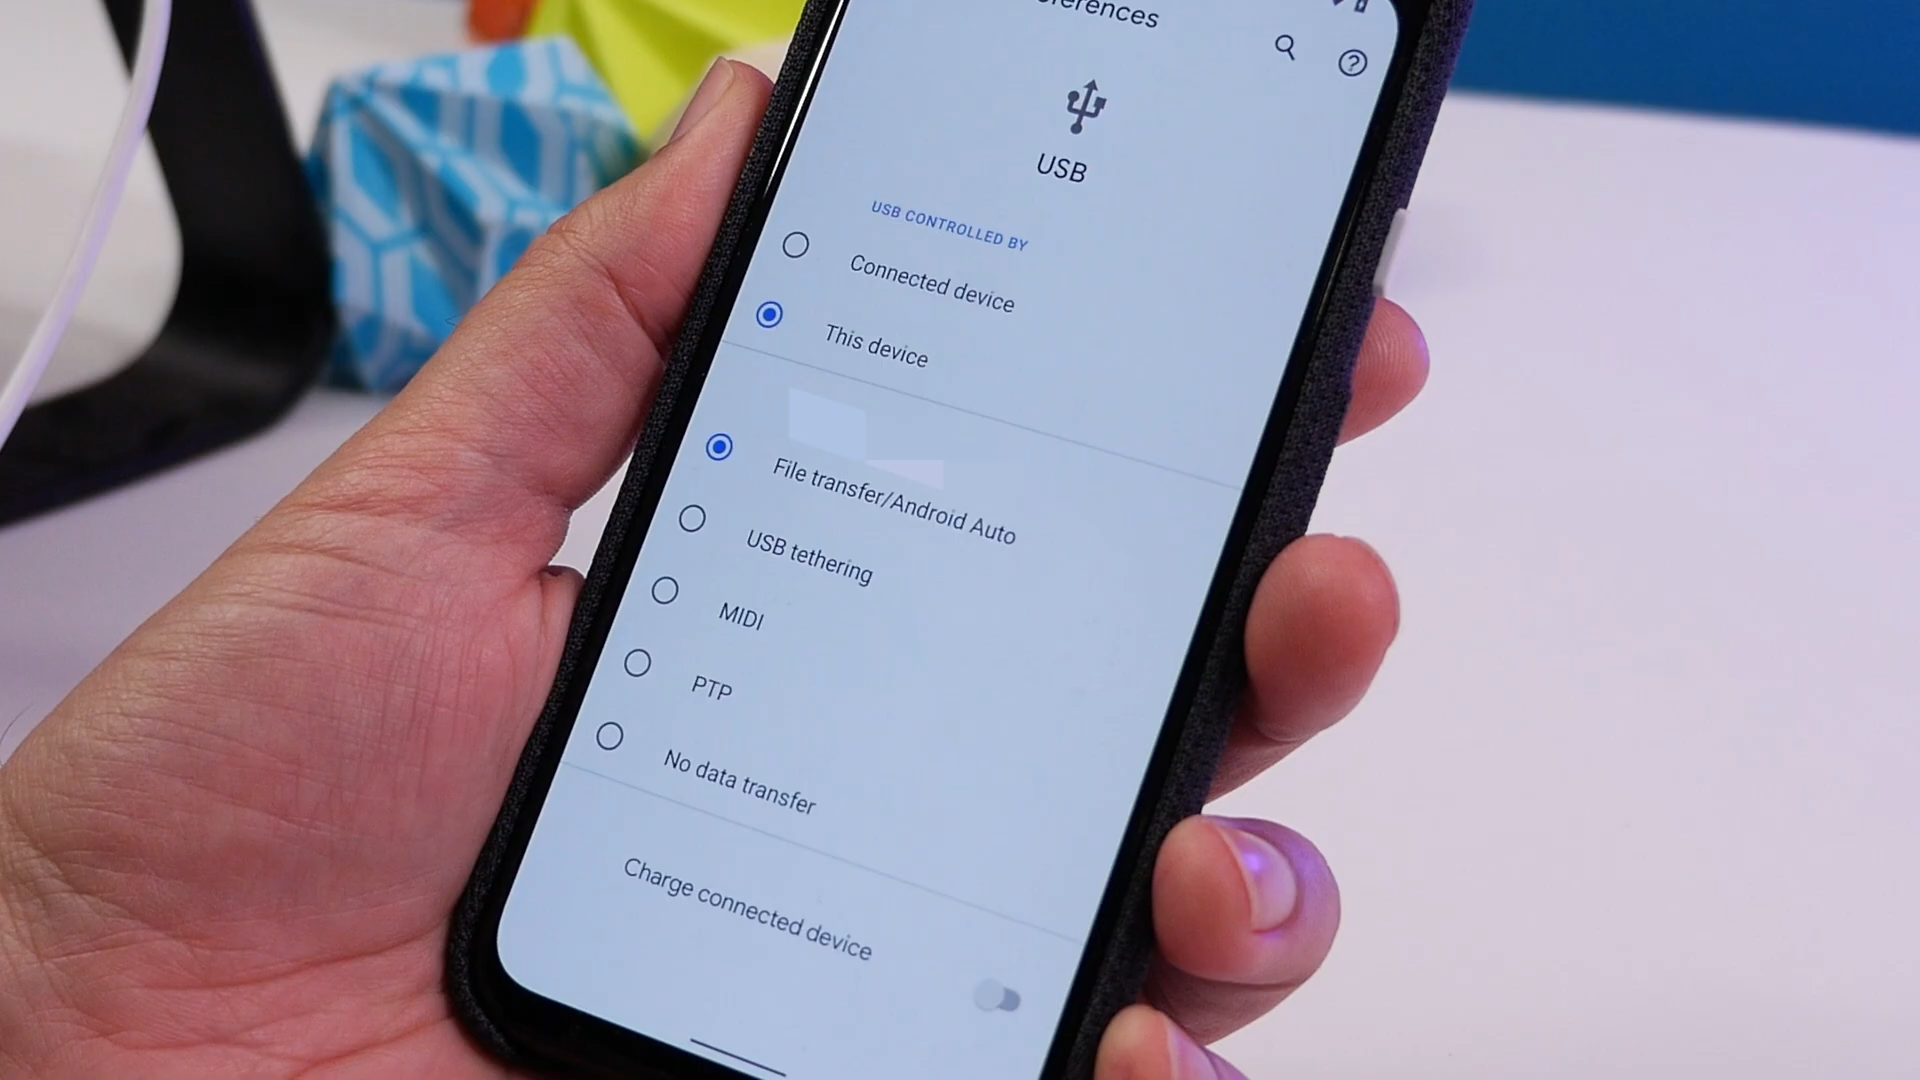 USB
USB CONTROLLED BY
Connected device
This device
File transfer/Android Auto
USB tethering
MIDI
PTP
No data transfer
Charge connected device